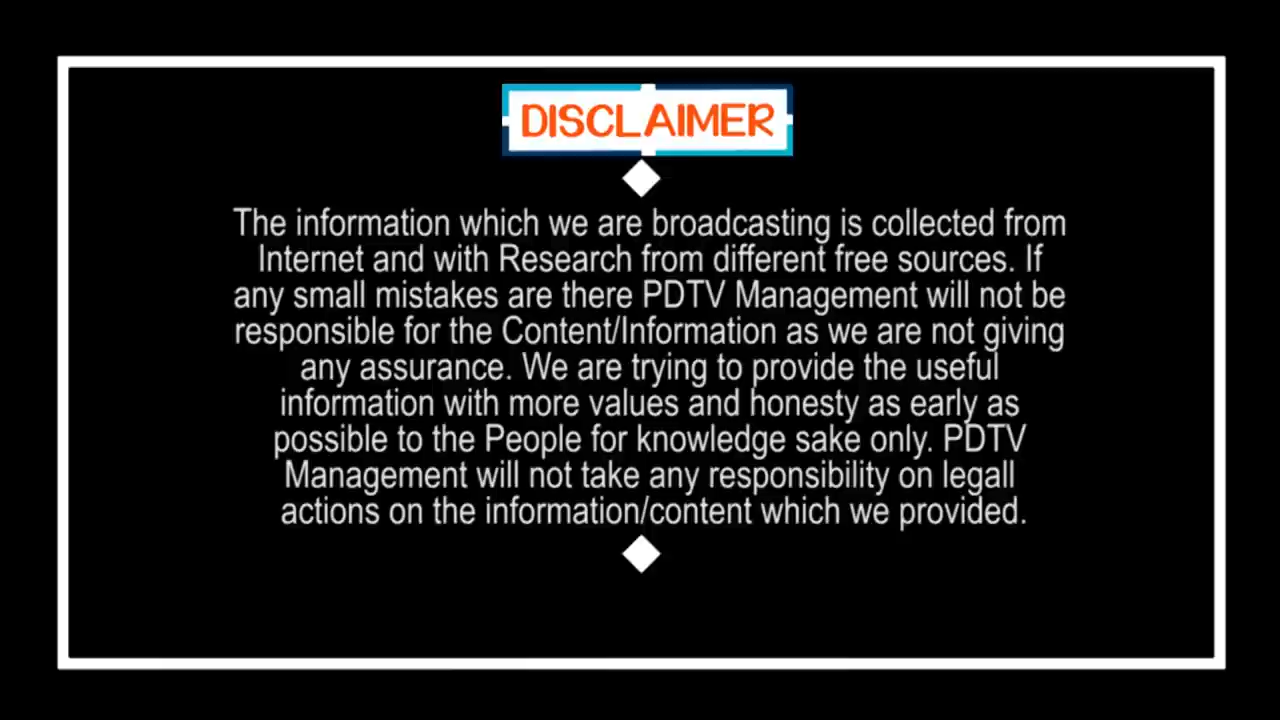 DISCLAIMER
The information which we are broadcasting is collected from
Internet and with Research from different free sources. If
any small mistakes are there PDTV Management will not be
responsible for the Content/Information as we are not giving
any assurance. We are trying to provide the useful
information with more values and honesty as early as
possible to the People for knowledge sake only. PDTV
Management will not take any responsibility on legall
actions on the information/content which we provided.